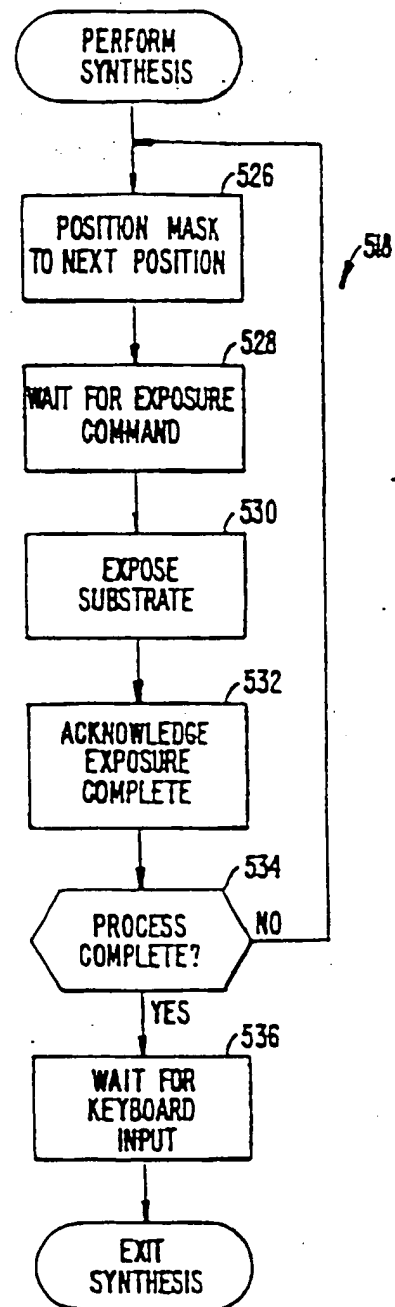 PERFORM
SYNTHESIS
526
POSITION MASK
TO NEXT POSITION
518
528
WAIT FOR EXPOSURE
COMMAND
530
EXPOSE
SUBSTRATE
532
ACKNOWLEDGE
EXPOSURE
COMPLETE
534
PROCESS
COMPLETE?
NO
YES
536
WAIT FOR
KEYBOARD
INPUT
EXIT
SYNTHESIS